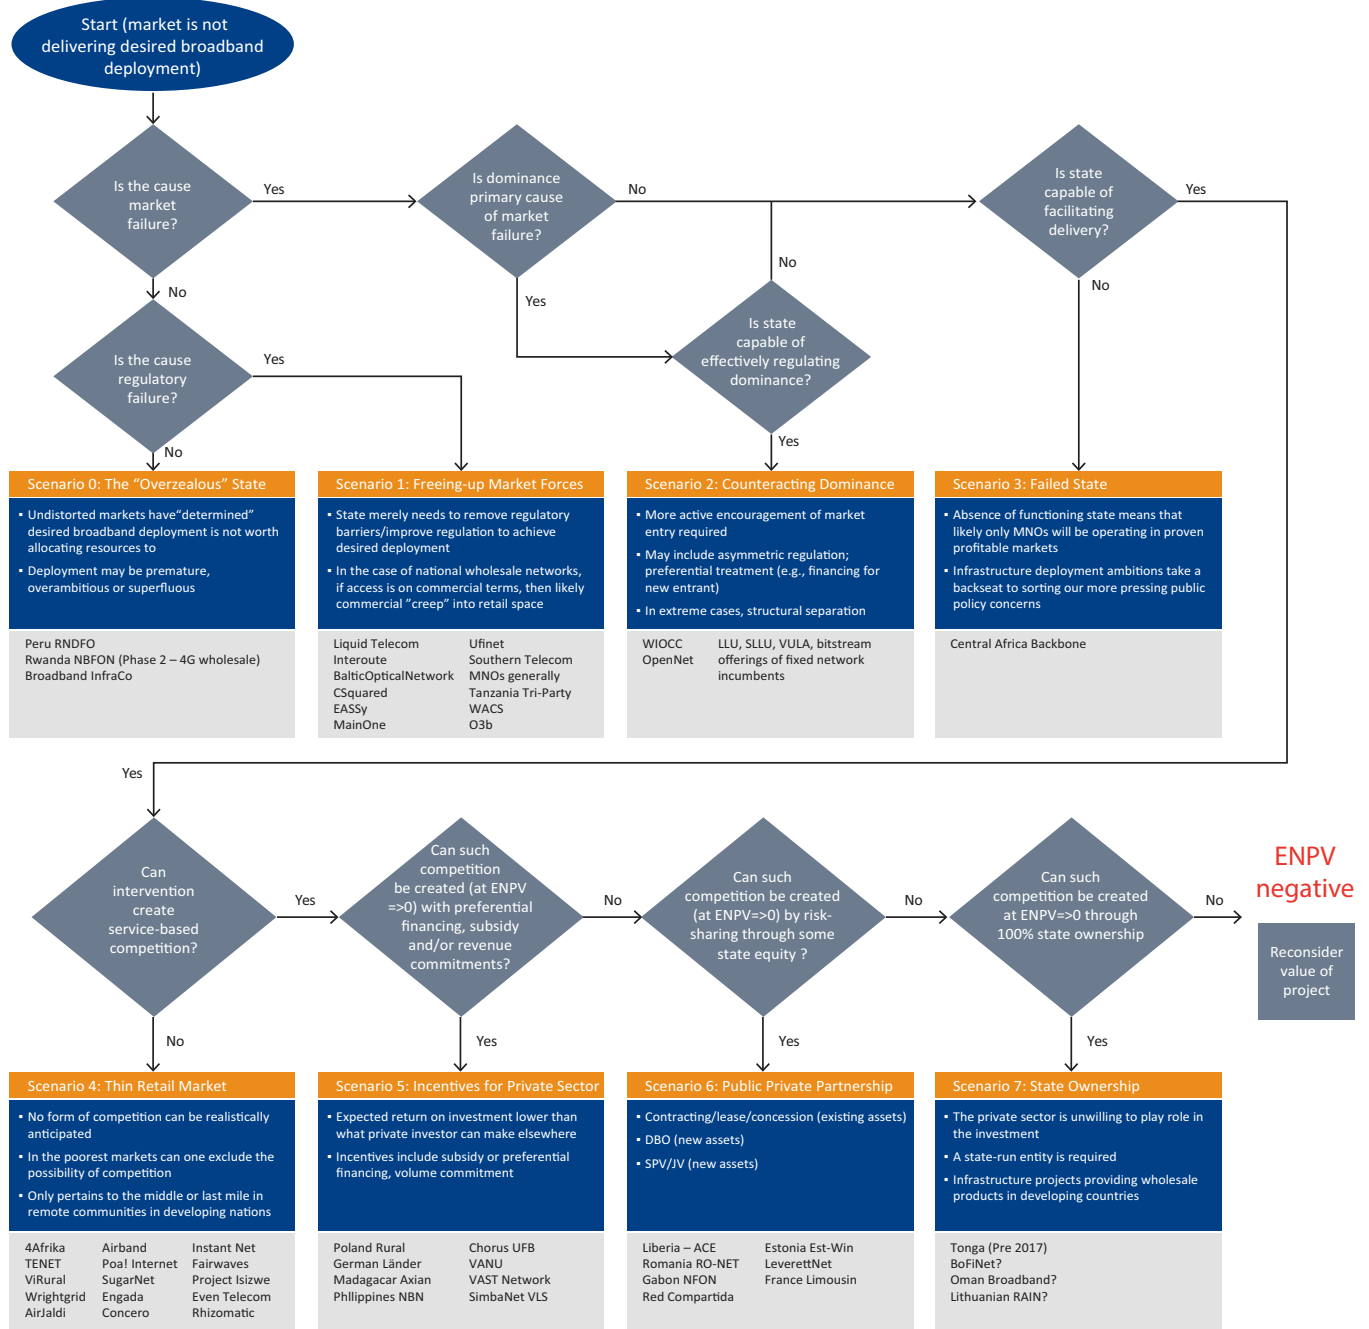 Start (market is not
delivering desired broadband
deployment)
Is the cause
market
failure?
Yes
Is dominance
primary cause
of market
failure?
No
Is state
capable of
facilitating
delivery?
Yes
No
Yes
No
No
Is the cause
regulatory
failure?
Yes
Is state
capable of
effectively regulating
dominance?
No
Yes
Scenario 0: The “Overzealous” State
▪ Undistorted markets have“determined”
desired broadband deployment is not worth
allocating resources to
▪ Deployment may be premature,
overambitious or superfluous
Peru RNDFO
Rwanda NBFON (Phase 2 – 4G wholesale)
Broadband InfraCo
Scenario 1: Freeing-up Market Forces
▪ State merely needs to remove regulatory
barriers/improve regulation to achieve
desired deployment
▪ In the case of national wholesale networks,
if access is on commercial terms, then likely
commercial ”creep” into retail space
Liquid Telecom
Interoute
BalticOpticalNetwork
CSquared
EASSy
MainOne
Ufinet
Southern Telecom
MNOs generally
Tanzania Tri-Party
WACS
O3b
Scenario 2: Counteracting Dominance
▪ More active encouragement of market
entry required
▪ May include asymmetric regulation;
preferential treatment (e.g., financing for
new entrant)
▪ In extreme cases, structural separation
WIOCC
OpenNet
LLU, SLLU, VULA, bitstream
offerings of fixed network
incumbents
Scenario 3: Failed State
▪ Absence of functioning state means that
likely only MNOs will be operating in proven
profitable markets
▪ Infrastructure deployment ambitions take a
backseat to sorting our more pressing public
policy concerns
Central Africa Backbone
Yes
Can
intervention
create
service-based
competition?
Yes
Can such
competition
be created (at ENPV
=>0) with preferential
financing, subsidy
and/or revenue
commitments?
No
Can such
competition be created
(at ENPV=>0) by risk-
sharing through some
state equity ?
No
Can such
competition be created
at ENPV=>0 through
100% state ownership
No
ENPV
negative
Reconsider
value of
project
No
Yes
Yes
Yes
Scenario 4: Thin Retail Market
▪ No form of competition can be realistically
anticipated
▪ In the poorest markets can one exclude the
possibility of competition
▪ Only pertains to the middle or last mile in
remote communities in developing nations
4Afrika
TENET
ViRural
Wrightgrid
AirJaldi
Airband
Poa! Internet
SugarNet
Engada
Concero
Instant Net
Fairwaves
Project Isizwe
Even Telecom
Rhizomatic
Scenario 5: Incentives for Private Sector
▪ Expected return on investment lower than
what private investor can make elsewhere
▪ Incentives include subsidy or preferential
financing, volume commitment
Poland Rural
German Länder
Madagacar Axian
PhIlippines NBN
Chorus UFB
VANU
VAST Network
SimbaNet VLS
Scenario 6: Public Private Partnership
▪ Contracting/lease/concession (existing assets)
▪ DBO (new assets)
▪ SPV/JV (new assets)
Liberia – ACE
Romania RO-NET
Gabon NFON
Red Compartida
Estonia Est-Win
LeverettNet
France Limousin
Scenario 7: State Ownership
▪ The private sector is unwilling to play role in
the investment
▪ A state-run entity is required
▪ Infrastructure projects providing wholesale
products in developing countries
Tonga (Pre 2017)
BoFiNet?
Oman Broadband?
Lithuanian RAIN?